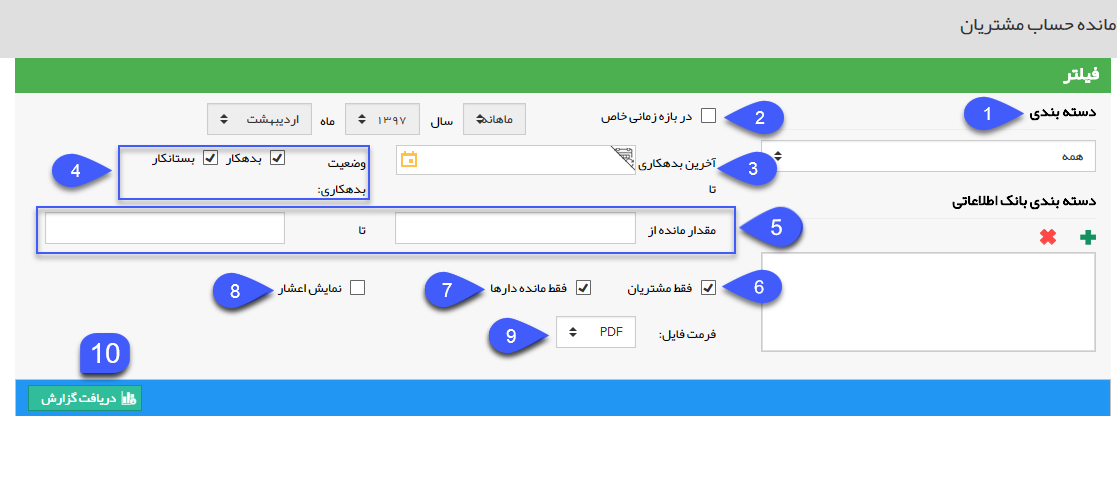 مانده حساب مشتریان
فیلتر
دسته بندی 1
همه
دسته بندی بانک اطلاعاتی
2 در بازه زمانی خاص ماهانه سال ۱۳۹۷ ماه اردیبهشت
3 آخرین بدهکاری
تا
وضعیت بدهکار بستانکار 4
بدهکاری:
5 مقدار مانده از تا
6 فقط مشتریان 7 فقط مانده دارها نمایش اعشار 8
فرمت فایل: PDF 9
10
دریافت گزارش